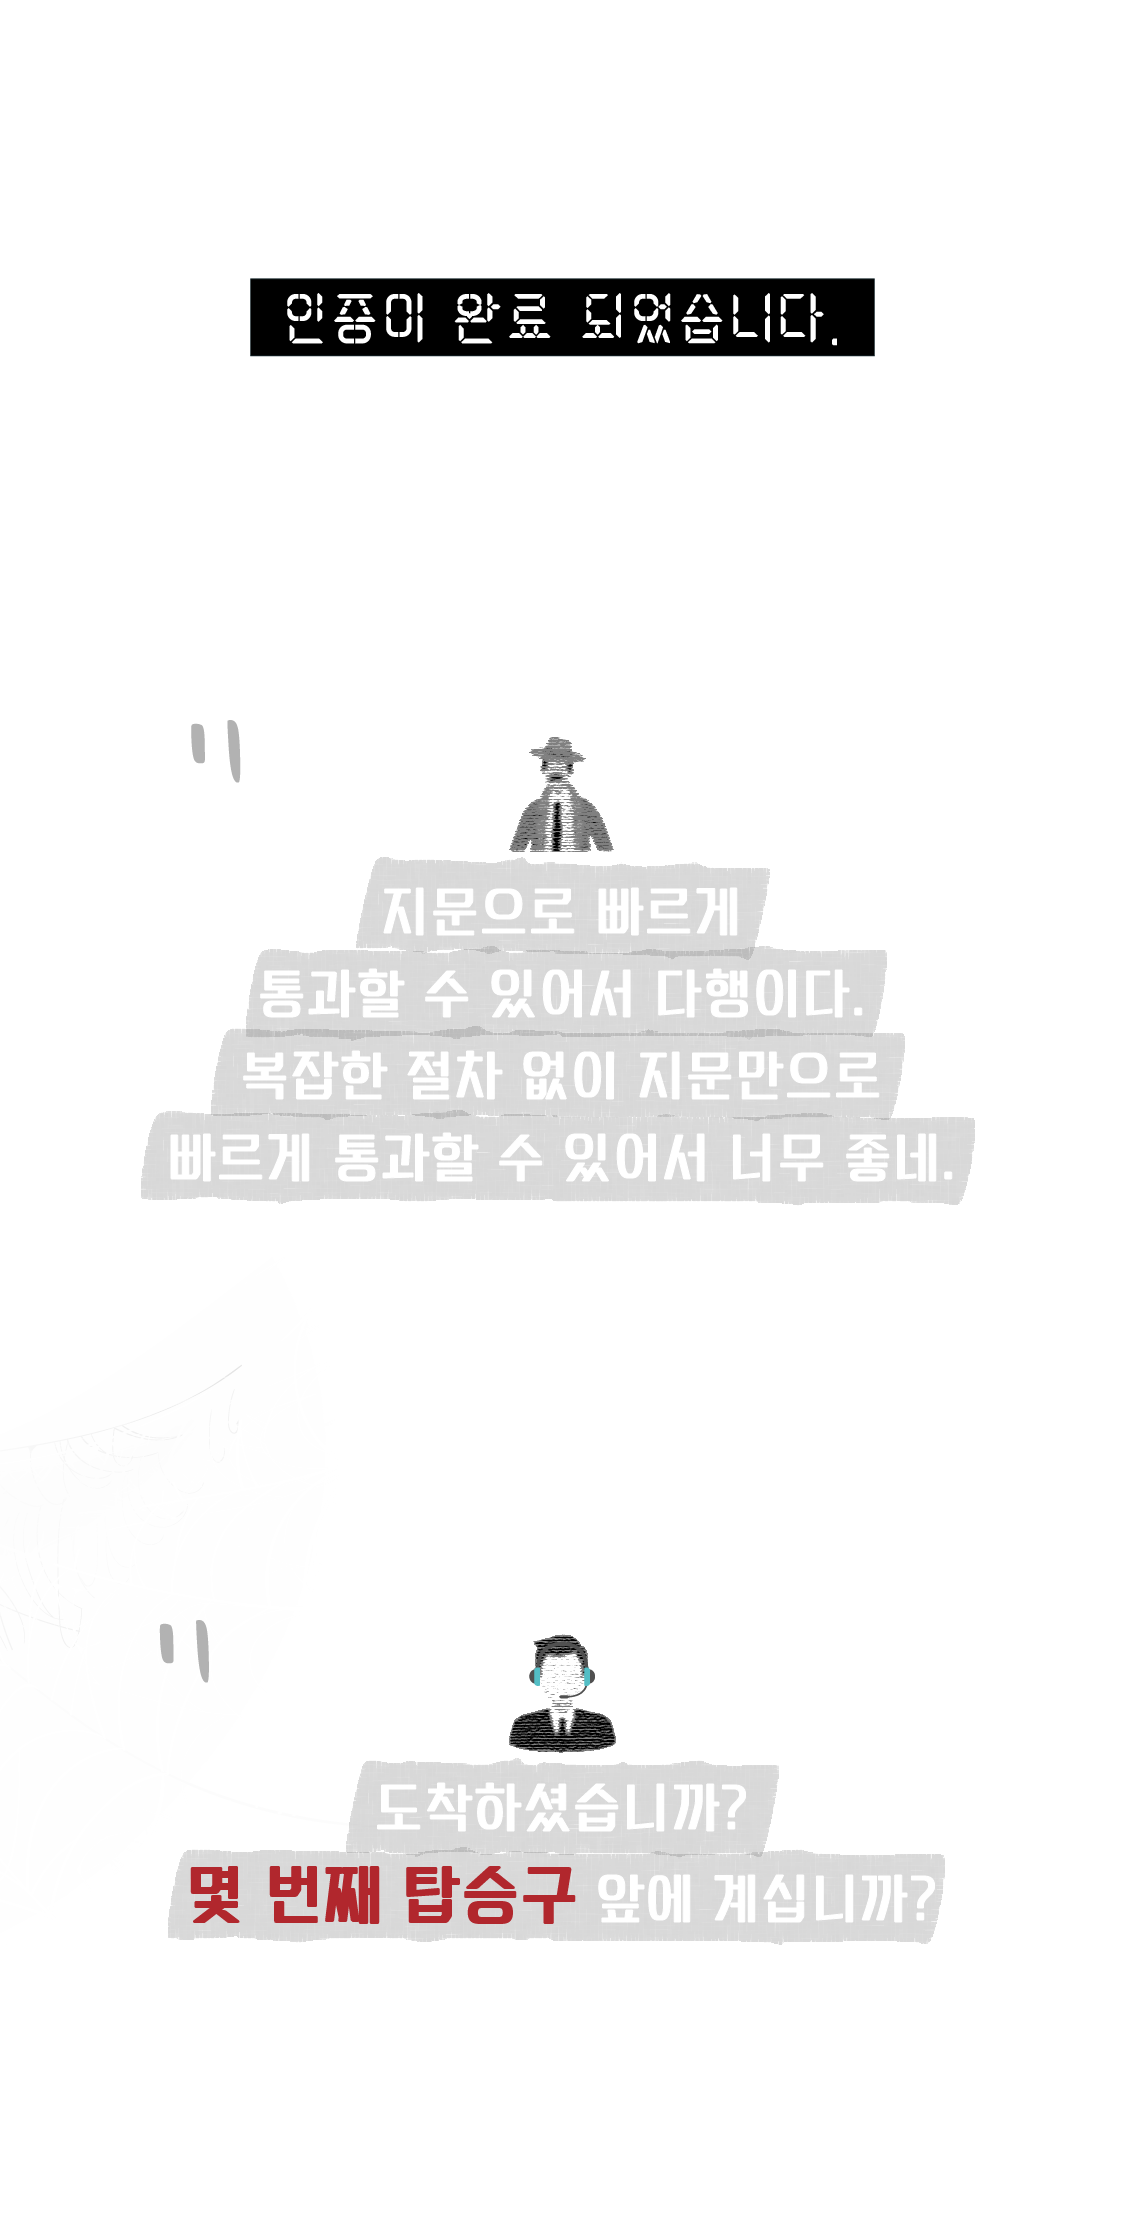 인증이 완료 되었습니다.
지문으로 빠르게
통과할 수 있어서 다행이다.
복잡한 절차 없이 지문만으로
빠르게 통과할 수 있어서 너무 좋네.
도착하셨습니까?
몇 번째 탑승구 앞에 계십니까?